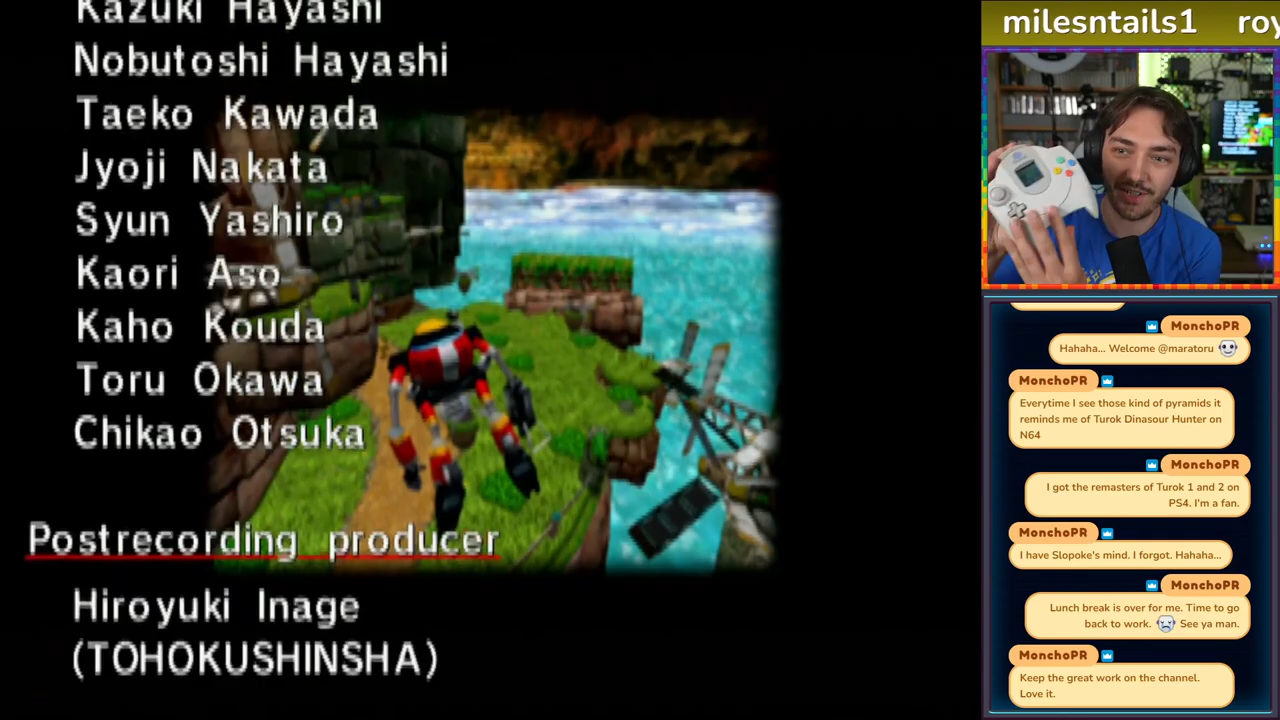 Kazuki Hayashi
Nobutoshi Hayashi
Taeko Kawada
Jyoji Nakata
Syun Yashiro
Kaori Aso
Kaho Kouda
Toru Okawa
Chikao Otsuka
Postrecording producer
Hiroyuki Inage
(TOHOKUSHINSHA)
milesntails1 roy
MonchoPR
Hahaha... Welcome @maratoru
MonchoPR
Everytime I see those kind of pyramids it
reminds me of Turok Dinasour Hunter on
N64
MonchoPR
I got the remasters of Turok 1 and 2 on
PS4. I'm a fan.
MonchoPR
I have Slopoke's mind. I forgot. Hahaha...
MonchoPR
Lunch break is over for me. Time to go
back to work. See ya man.
MonchoPR
Keep the great work on the channel.
Love it.